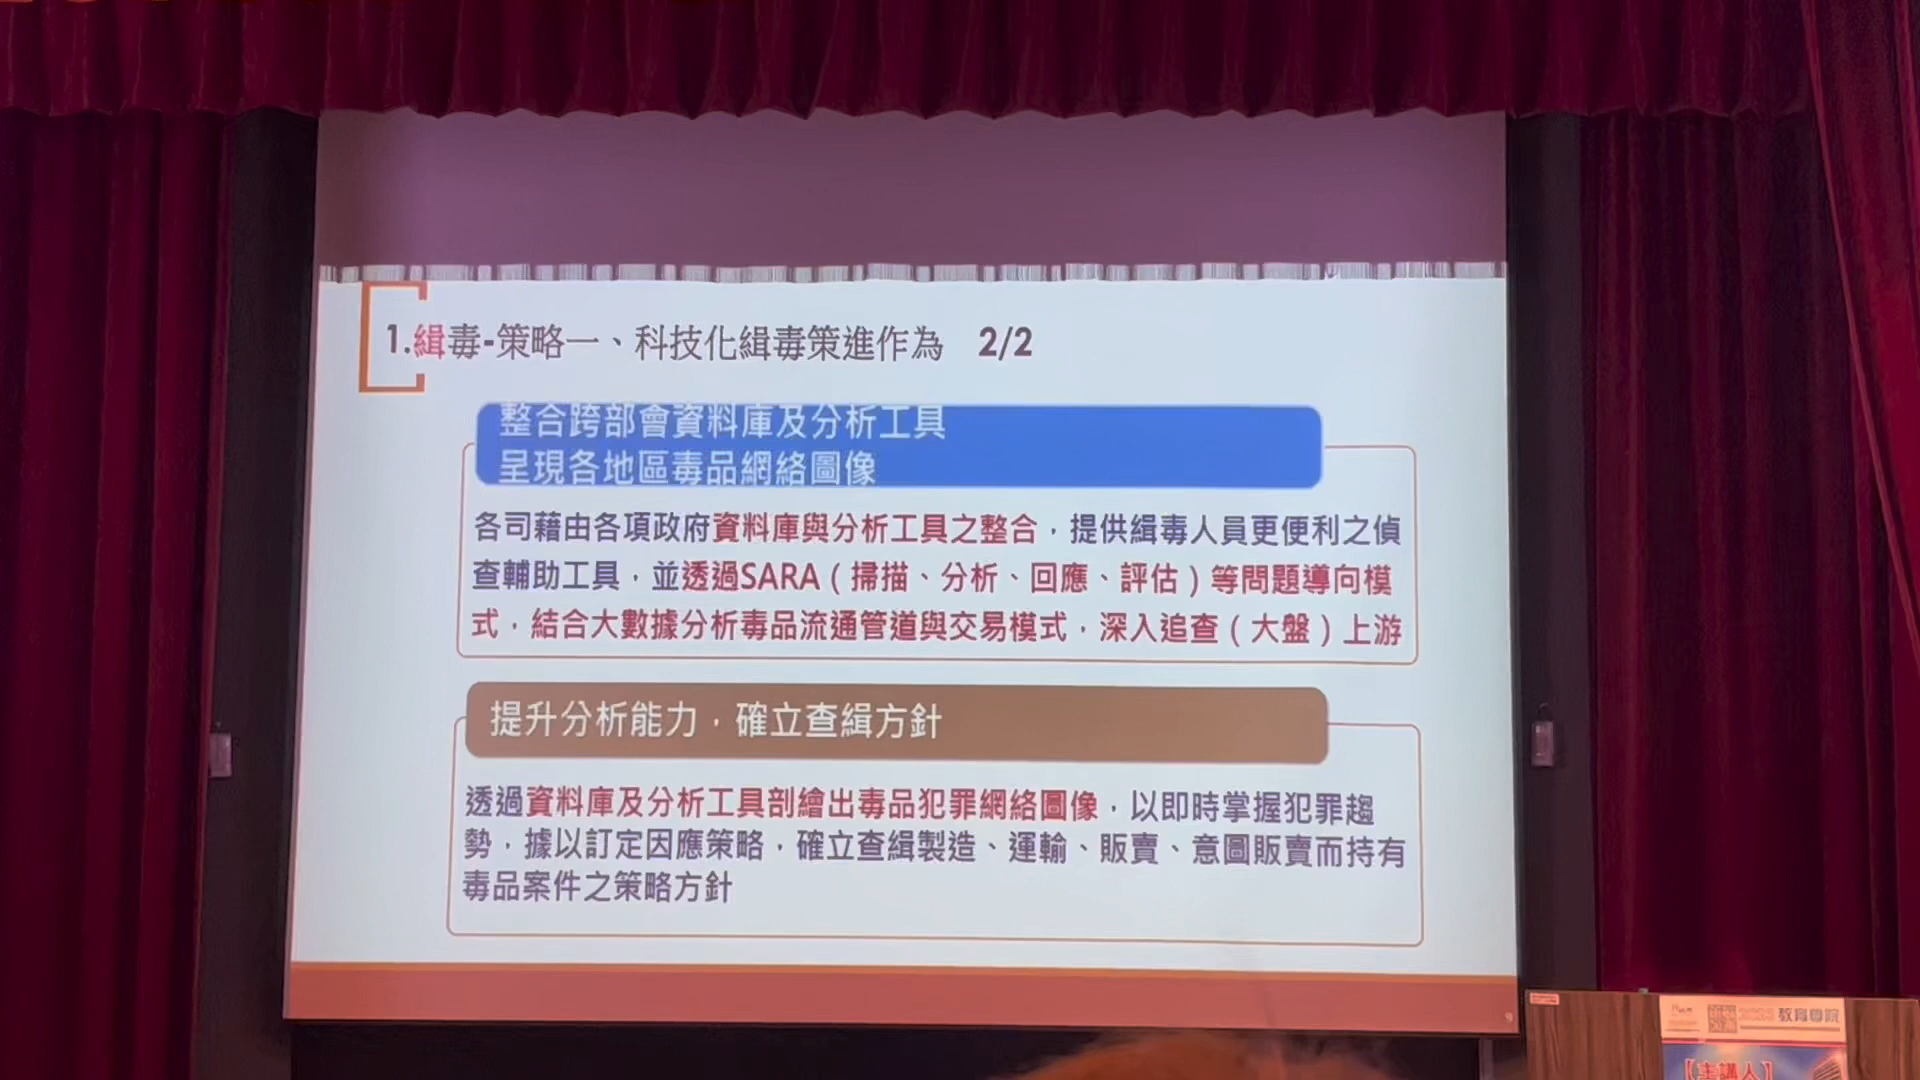 1.緝毒-策略一、科技化緝毒策進作為 2/2
整合跨部會資料庫及分析工具
呈現各地區毒品網絡圖像
各司藉由各項政府資料庫與分析工具之整合，提供緝毒人員更便利之偵
查輔助工具，並透過SARA（掃描、分析、回應、評估）等問題導向模
式，結合大數據分析毒品流通管道與交易模式，深入追查（大盤）上游
提升分析能力，確立查緝方針
透過資料庫及分析工具剖繪出毒品犯罪網絡圖像，以即時掌握犯罪趨
勢，據以訂定因應策略，確立查緝製造、運輸、販賣、意圖販賣而持有
毒品案件之策略方針
9
教育學院
【主講人】